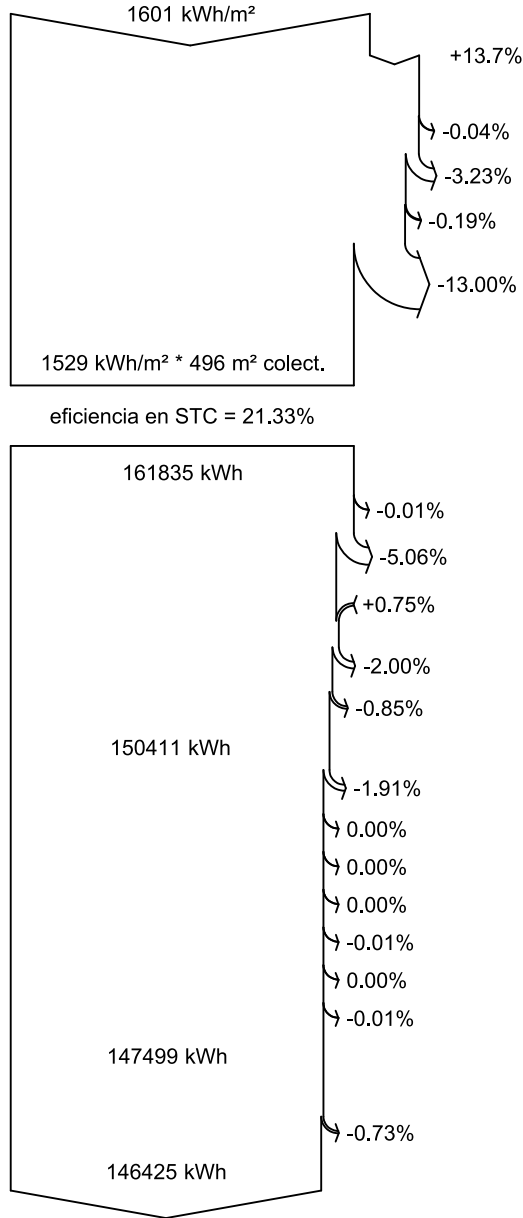 1601 kWh/m²
+13.7%
-0.04%
-3.23%
-0.19%
-13.00%
1529 kWh/m² * 496 m² colect.
eficiencia en STC = 21.33%
161835 kWh
-0.01%
-5.06%
+0.75%
-2.00%
-0.85%
150411 kWh
-1.91%
0.00%
0.00%
0.00%
-0.01%
0.00%
-0.01%
147499 kWh
-0.73%
146425 kWh